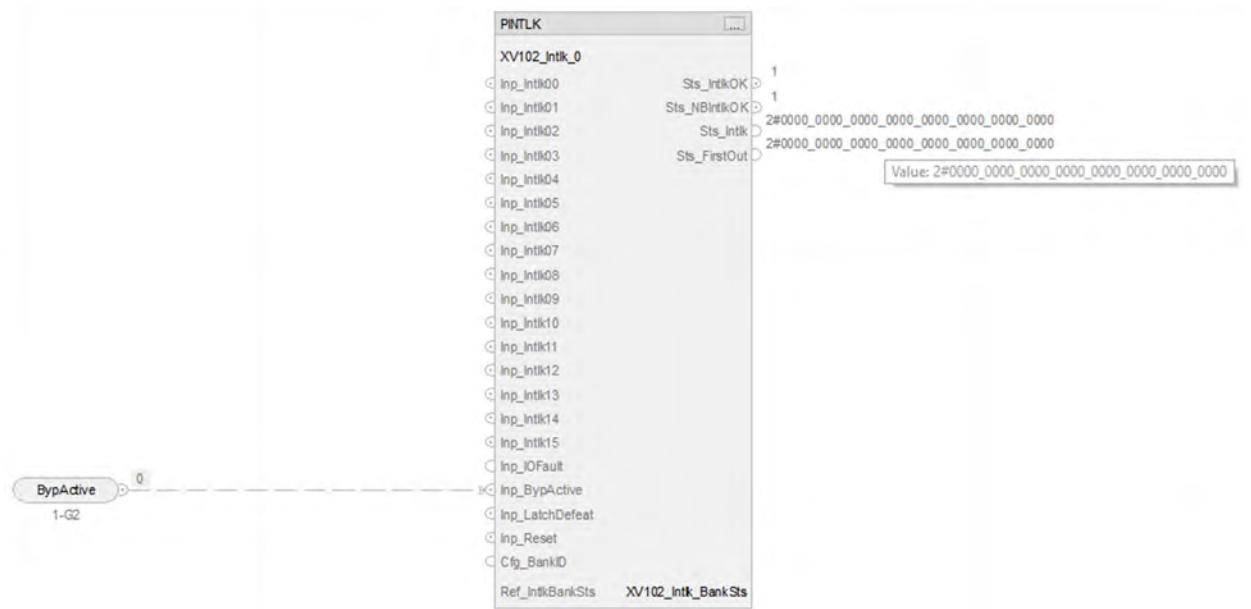 PINTLK ...
XV102_Intlk_0
Inp_Intlk00 Sts_IntlkOK 1
Inp_Intlk01 Sts_NBIntlkOK 1
Inp_Intlk02 Sts_Intlk 2#0000_0000_0000_0000_0000_0000_0000_0000
Inp_Intlk03 Sts_FirstOut 2#0000_0000_0000_0000_0000_0000_0000_0000
Value: 2#0000_0000_0000_0000_0000_0000_0000_0000
Inp_Intlk04
Inp_Intlk05
Inp_Intlk06
Inp_Intlk07
Inp_Intlk08
Inp_Intlk09
Inp_Intlk10
Inp_Intlk11
Inp_Intlk12
Inp_Intlk13
Inp_Intlk14
Inp_Intlk15
Inp_IOFault
BypActive 0 Inp_BypActive
1-G2
Inp_LatchDefeat
Inp_Reset
Cfg_BankID
Ref_IntlkBankSts XV102_Intlk_BankSts